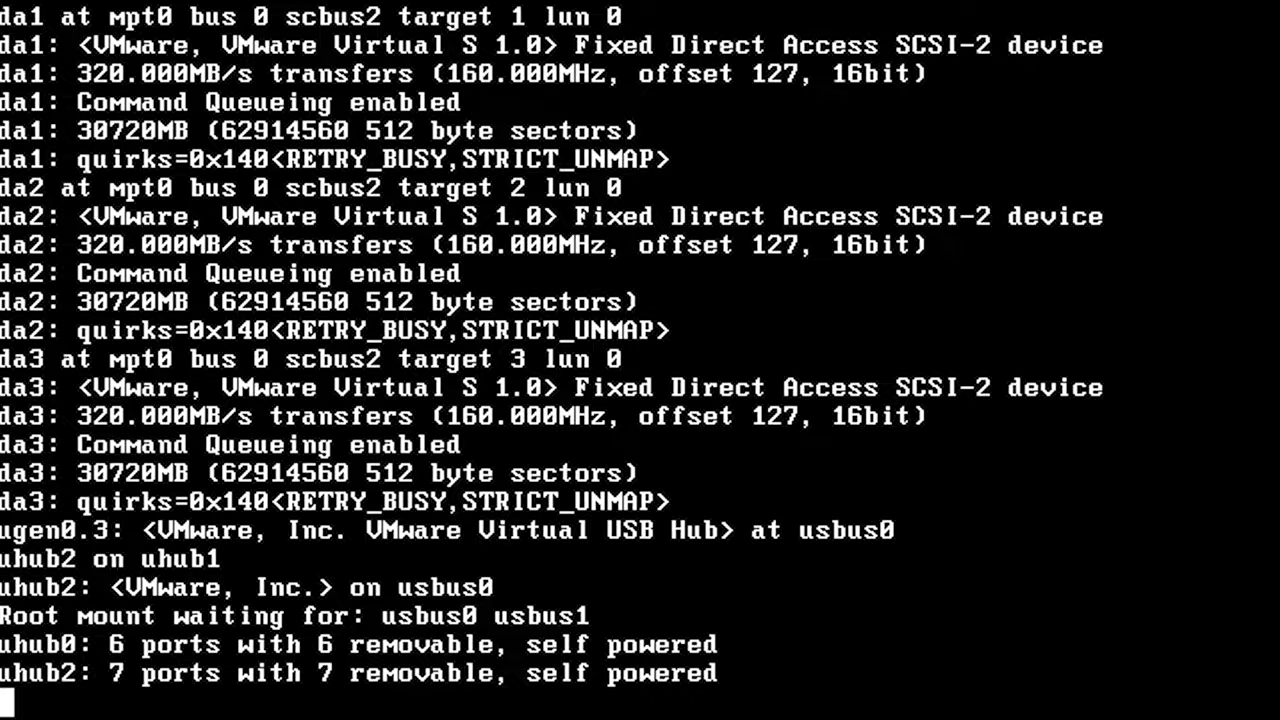 da1 at mpt0 bus 0 scbus2 target 1 lun 0
da1: <VMware, VMware Virtual S 1.0> Fixed Direct Access SCSI-2 device
da1: 320.000MB/s transfers (160.000MHz, offset 127, 16bit)
da1: Command Queueing enabled
da1: 30720MB (62914560 512 byte sectors)
da1: quirks=0x140<RETRY_BUSY,STRICT_UNMAP>
da2 at mpt0 bus 0 scbus2 target 2 lun 0
da2: <VMware, VMware Virtual S 1.0> Fixed Direct Access SCSI-2 device
da2: 320.000MB/s transfers (160.000MHz, offset 127, 16bit)
da2: Command Queueing enabled
da2: 30720MB (62914560 512 byte sectors)
da2: quirks=0x140<RETRY_BUSY,STRICT_UNMAP>
da3 at mpt0 bus 0 scbus2 target 3 lun 0
da3: <VMware, VMware Virtual S 1.0> Fixed Direct Access SCSI-2 device
da3: 320.000MB/s transfers (160.000MHz, offset 127, 16bit)
da3: Command Queueing enabled
da3: 30720MB (62914560 512 byte sectors)
da3: quirks=0x140<RETRY_BUSY,STRICT_UNMAP>
ugen0.3: <VMware, Inc. VMware Virtual USB Hub> at usbus0
uhub2 on uhub1
uhub2: <VMware, Inc.> on usbus0
Root mount waiting for: usbus0 usbus1
uhub0: 6 ports with 6 removable, self powered
uhub2: 7 ports with 7 removable, self powered